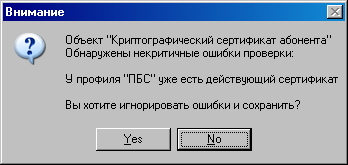 Внимание
Объект "Криптографический сертификат абонента"
Обнаружены некритичные ошибки проверки:
У профиля "ПБС" уже есть действующий сертификат
Вы хотите игнорировать ошибки и сохранить?
Yes
No